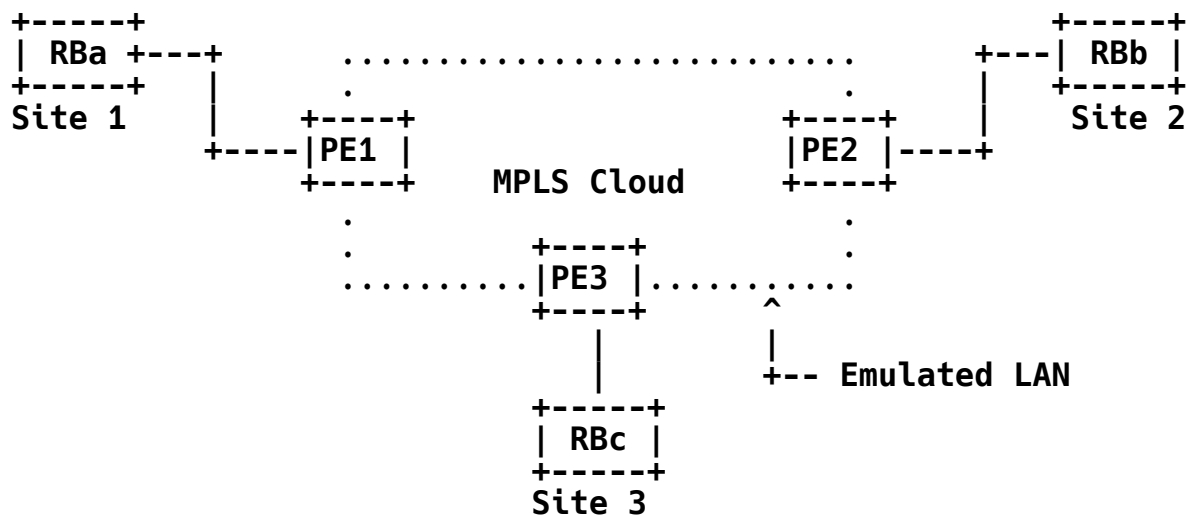 +-----+                                                +-----+
| RBa +---+      ...........................      +---| RBb |
+-----+   |      .                         .      |   +-----+
Site 1    |    +----+                   +----+    |    Site 2
          +----|PE1 |                   |PE2 |----+
               +----+    MPLS Cloud     +----+
                 .                         .
                 .         +----+          .
                 ..........|PE3 |...........
                           +----+      ^
                              |        |
                              |        +-- Emulated LAN
                           +-----+
                           | RBc |
                           +-----+
                           Site 3